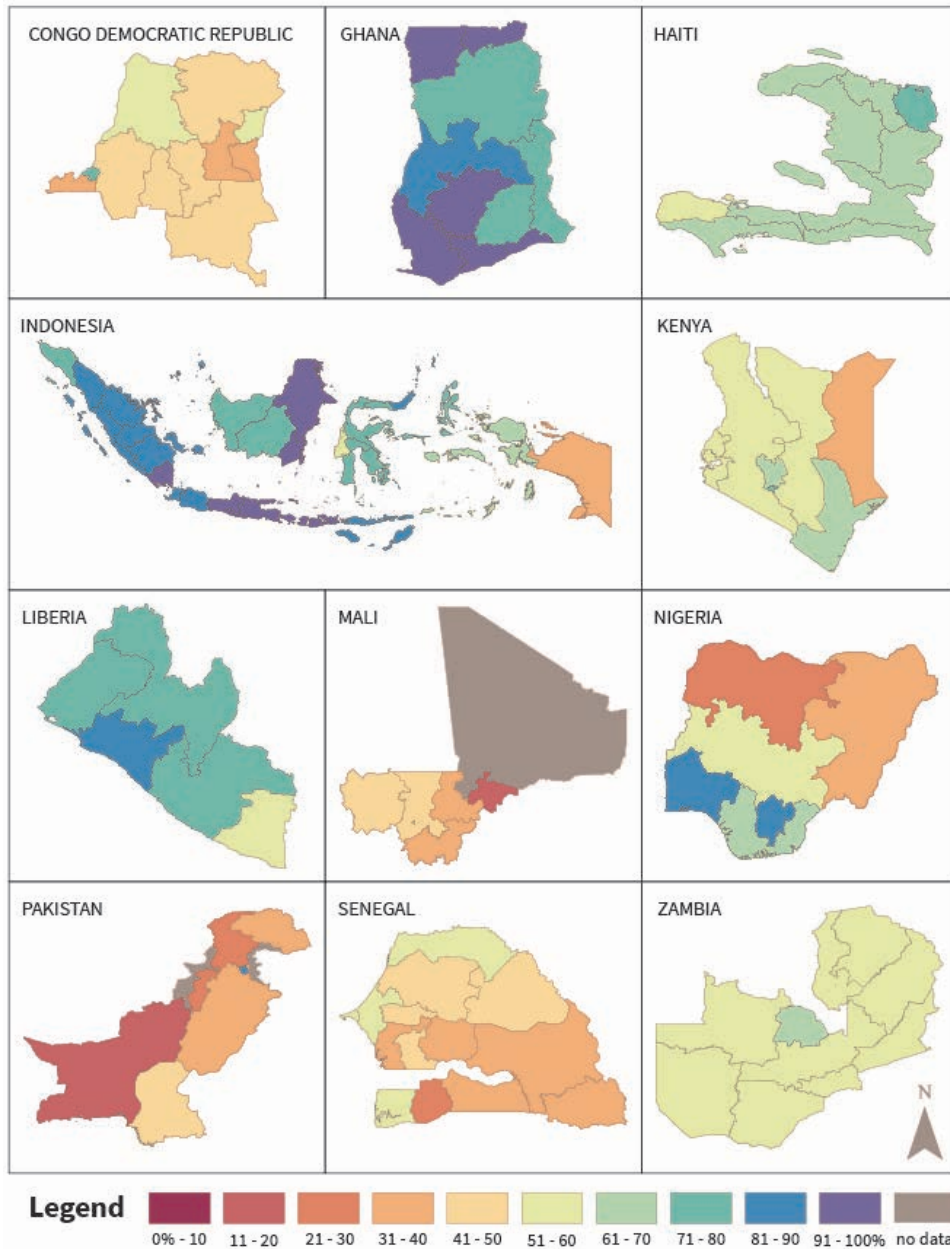 CONGO DEMOCRATIC REPUBLIC
GHANA
HAITI
INDONESIA
KENYA
LIBERIA
MALI
NIGERIA
PAKISTAN
SENEGAL
ZAMBIA
N
Legend
0% - 10
11 - 20
21 - 30
31 - 40
41 - 50
51 - 60
61 - 70
71 - 80
81 - 90
91 - 100%
no data